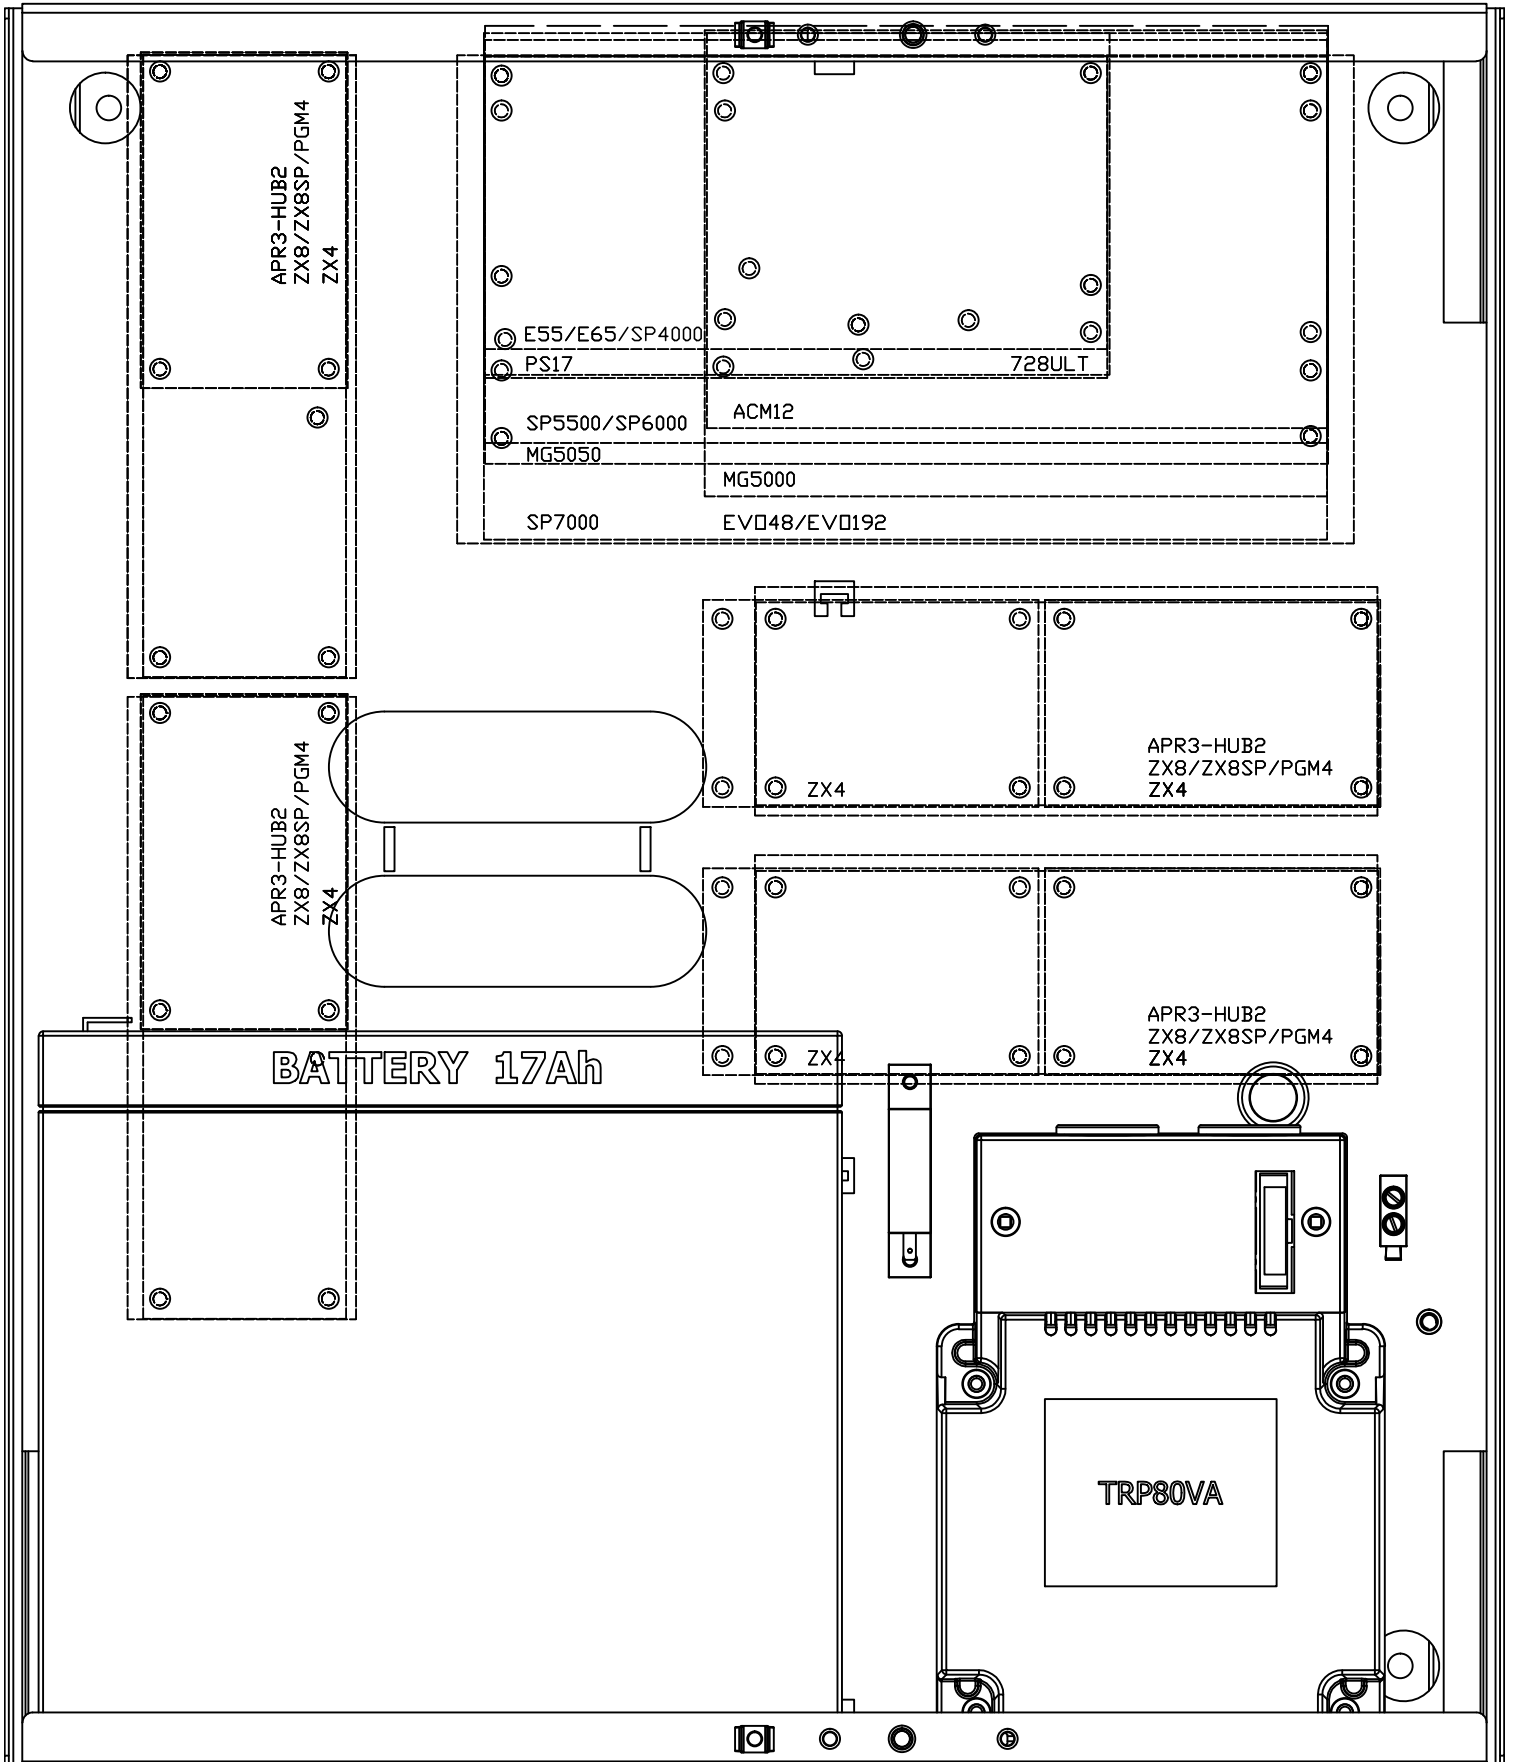 APR3-HUB2
ZX8/ZX8SP/PGM4
ZX4
E55/E65/SP4000
PS17
728ULT
ACM12
SP5500/SP6000
MG5050
MG5000
SP7000
EVO48/EVO192
APR3-HUB2
ZX8/ZX8SP/PGM4
ZX4
ZX4
APR3-HUB2
ZX8/ZX8SP/PGM4
ZX4
ZX4
APR3-HUB2
ZX8/ZX8SP/PGM4
ZX4
BATTERY 17Ah
TRP80VA